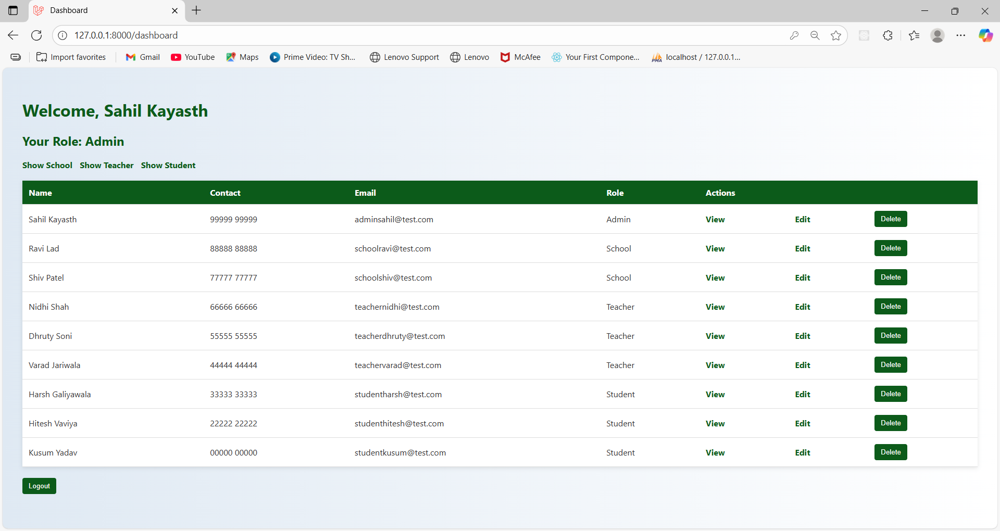 Dashboard
127.0.0.1:8000/dashboard
Import favorites Gmail YouTube Maps Prime Video: TV Sh... Lenovo Support Lenovo McAfee Your First Compone... PMA localhost / 127.0.0.1...
Welcome, Sahil Kayasth
Your Role: Admin
Show School Show Teacher Show Student
Name Contact Email Role Actions
Sahil Kayasth 99999 99999 adminsahil@test.com Admin View Edit Delete
Ravi Lad 88888 88888 schoolravi@test.com School View Edit Delete
Shiv Patel 77777 77777 schoolshiv@test.com School View Edit Delete
Nidhi Shah 66666 66666 teachernidhi@test.com Teacher View Edit Delete
Dhruty Soni 55555 55555 teacherdhruty@test.com Teacher View Edit Delete
Varad Jariwala 44444 44444 teachervarad@test.com Teacher View Edit Delete
Harsh Galiyawala 33333 33333 studentharsh@test.com Student View Edit Delete
Hitesh Vaviya 22222 22222 studenthitesh@test.com Student View Edit Delete
Kusum Yadav 00000 00000 studentkusum@test.com Student View Edit Delete
Logout